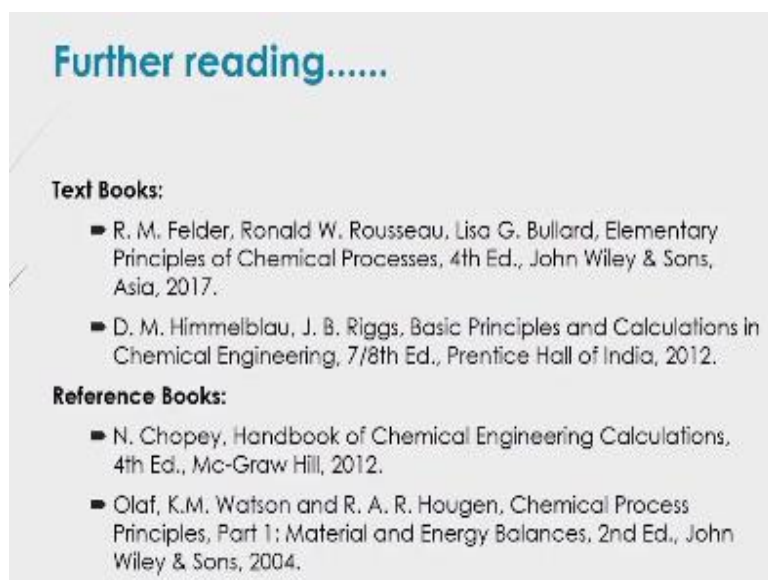 Further reading......
Text Books:
R. M. Felder, Ronald W. Rousseau, Lisa G. Bullard, Elementary
Principles of Chemical Processes, 4th Ed., John Wiley & Sons,
Asia, 2017.
D. M. Himmelblau, J. B. Riggs, Basic Principles and Calculations in
Chemical Engineering, 7/8th Ed., Prentice Hall of India, 2012.
Reference Books:
N. Chopey, Handbook of Chemical Engineering Calculations,
4th Ed., Mc-Graw Hill, 2012.
Olaf, K.M. Watson and R. A. R. Hougen, Chemical Process
Principles, Part 1: Material and Energy Balances, 2nd Ed., John
Wiley & Sons, 2004.